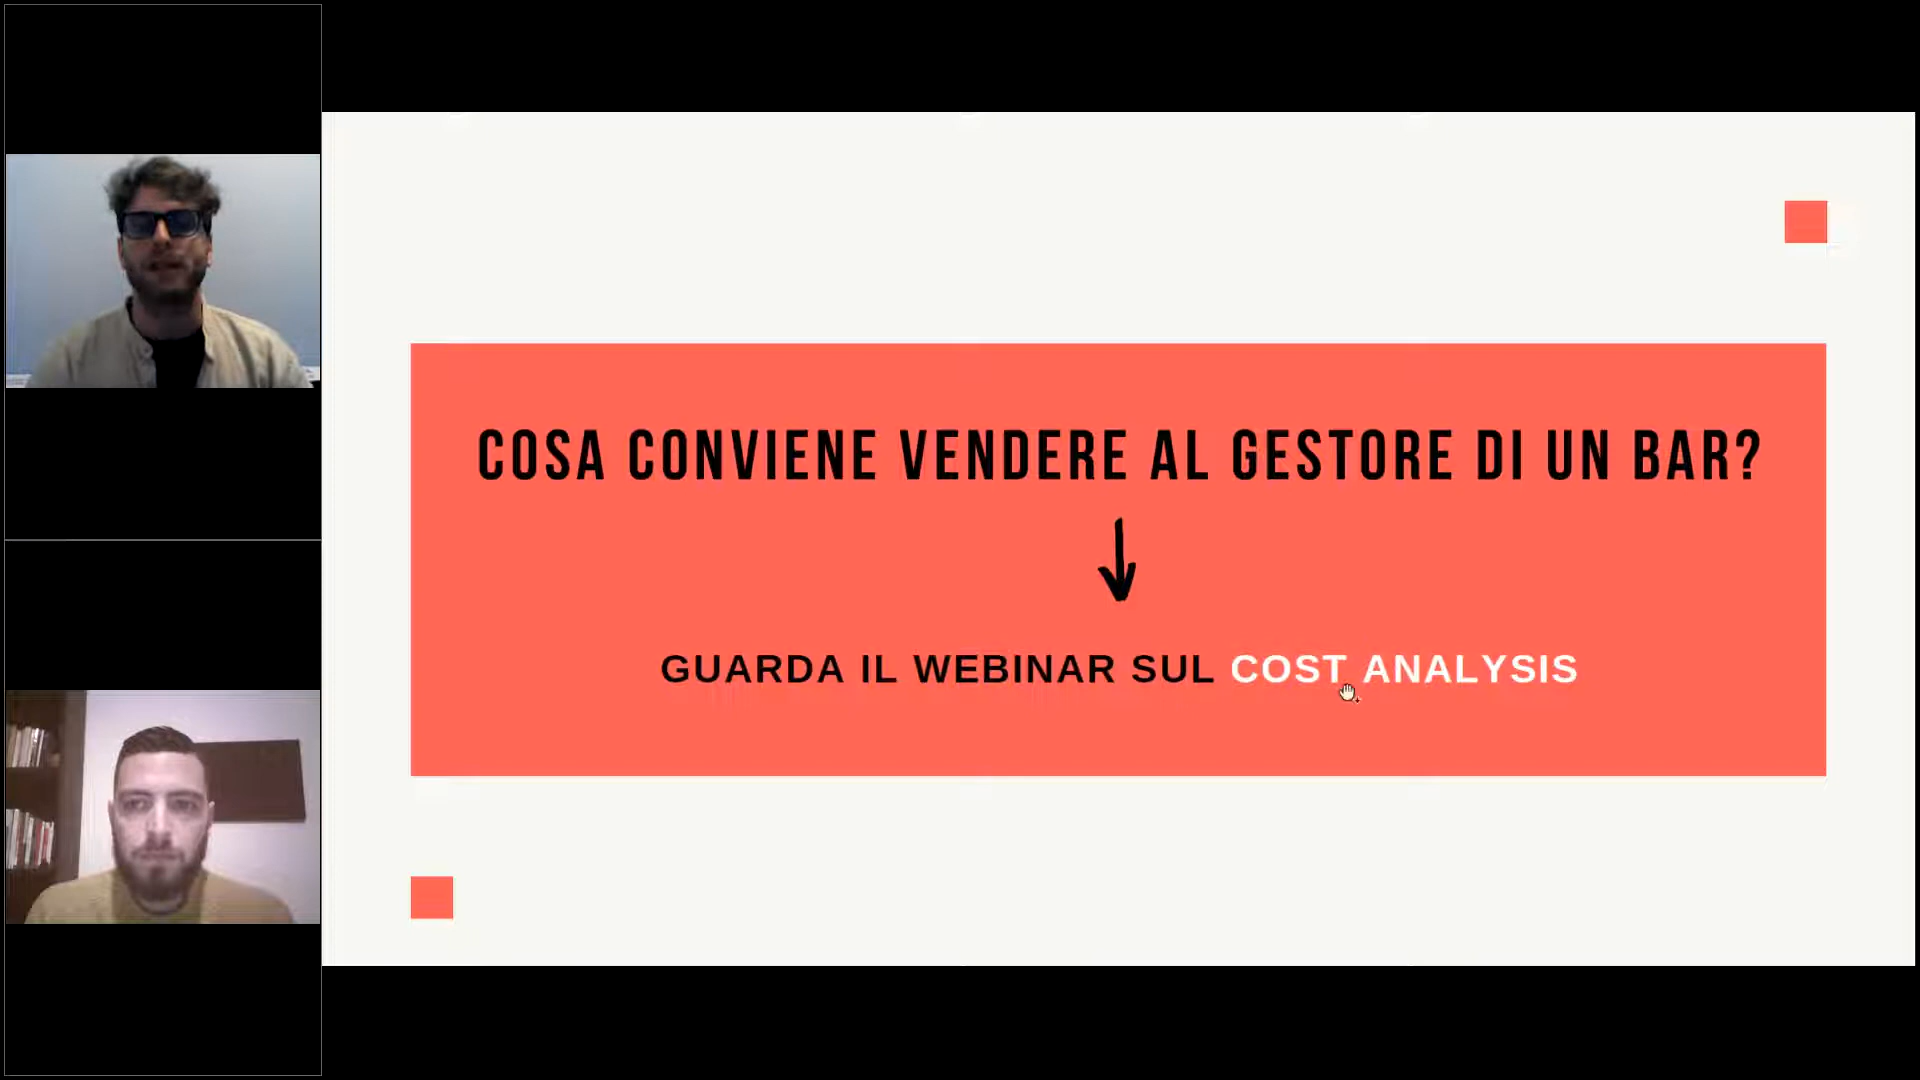 COSA CONVIENE VENDERE AL GESTORE DI UN BAR?
GUARDA IL WEBINAR SUL COST ANALYSIS